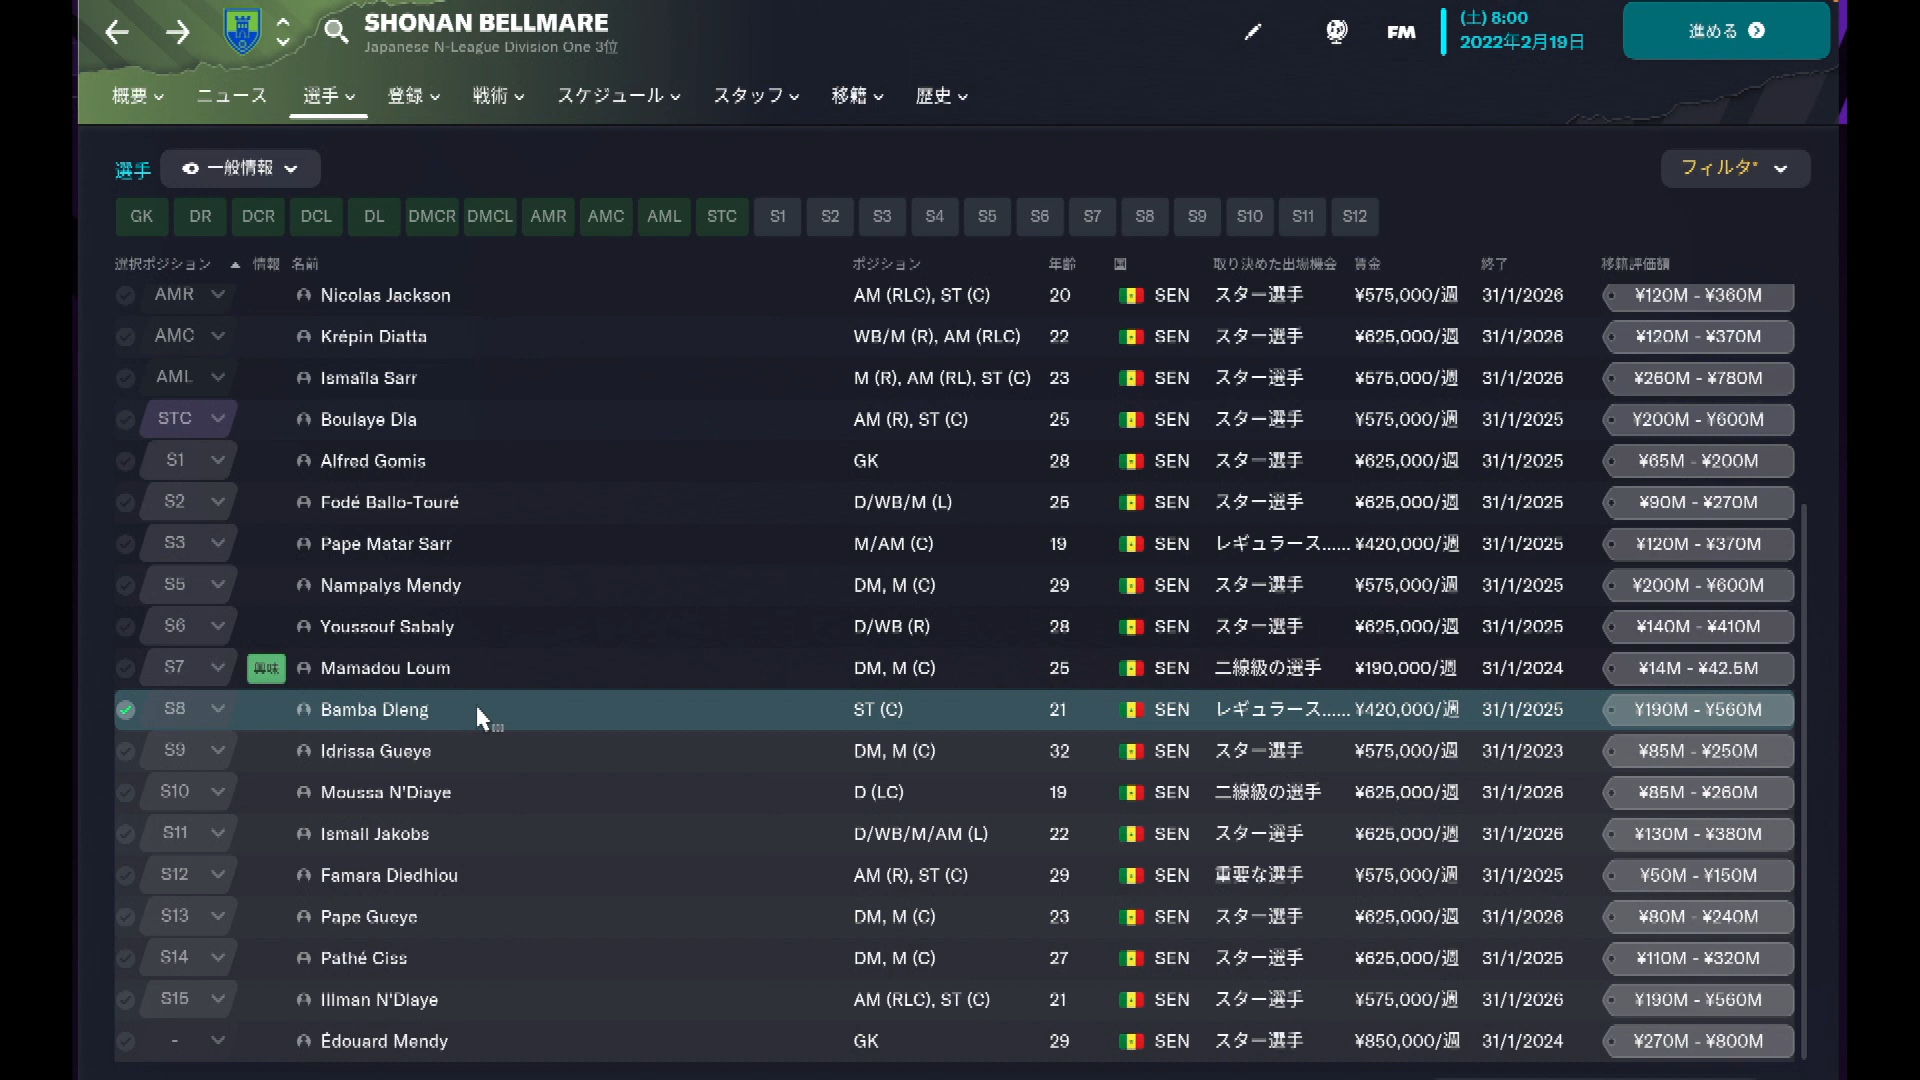 SHONAN BELLMARE
Japanese N-League Division One 3位
FM
(土) 8:00
2022年2月19日
進める
概要 ニュース 選手 登録 戦術 スケジュール スタッフ 移籍 歴史
選手 一般情報 フィルタ*
GK DR DCR DCL DL DMCR DMCL AMR AMC AML STC S1 S2 S3 S4 S5 S6 S7 S8 S9 S10 S11 S12
選択ポジション 情報 名前 ポジション 年齢 国 取り決めた出場機会 賃金 終了 移籍評価額
AMR Nicolas Jackson AM (RLC), ST (C) 20 SEN スター選手 ¥575,000/週 31/1/2026 ¥120M - ¥360M
AMC Krépin Diatta WB/M (R), AM (RLC) 22 SEN スター選手 ¥625,000/週 31/1/2026 ¥120M - ¥370M
AML Ismaïla Sarr M (R), AM (RL), ST (C) 23 SEN スター選手 ¥575,000/週 31/1/2026 ¥260M - ¥780M
STC Boulaye Dia AM (R), ST (C) 25 SEN スター選手 ¥575,000/週 31/1/2025 ¥200M - ¥600M
S1 Alfred Gomis GK 28 SEN スター選手 ¥625,000/週 31/1/2025 ¥65M - ¥200M
S2 Fodé Ballo-Touré D/WB/M (L) 25 SEN スター選手 ¥625,000/週 31/1/2025 ¥90M - ¥270M
S3 Pape Matar Sarr M/AM (C) 19 SEN レギュラース...... ¥420,000/週 31/1/2025 ¥120M - ¥370M
S5 Nampalys Mendy DM, M (C) 29 SEN スター選手 ¥575,000/週 31/1/2025 ¥200M - ¥600M
S6 Youssouf Sabaly D/WB (R) 28 SEN スター選手 ¥625,000/週 31/1/2025 ¥140M - ¥410M
S7 興味 Mamadou Loum DM, M (C) 25 SEN 二線級の選手 ¥190,000/週 31/1/2024 ¥14M - ¥42.5M
S8 Bamba Dieng ST (C) 21 SEN レギュラース...... ¥420,000/週 31/1/2025 ¥190M - ¥560M
S9 Idrissa Gueye DM, M (C) 32 SEN スター選手 ¥575,000/週 31/1/2023 ¥85M - ¥250M
S10 Moussa N'Diaye D (LC) 19 SEN 二線級の選手 ¥625,000/週 31/1/2026 ¥85M - ¥260M
S11 Ismail Jakobs D/WB/M/AM (L) 22 SEN スター選手 ¥625,000/週 31/1/2026 ¥130M - ¥380M
S12 Famara Diedhiou AM (R), ST (C) 29 SEN 重要な選手 ¥575,000/週 31/1/2025 ¥50M - ¥150M
S13 Pape Gueye DM, M (C) 23 SEN スター選手 ¥625,000/週 31/1/2026 ¥80M - ¥240M
S14 Pathé Ciss DM, M (C) 27 SEN スター選手 ¥625,000/週 31/1/2025 ¥110M - ¥320M
S15 Iliman N'Diaye AM (RLC), ST (C) 21 SEN スター選手 ¥575,000/週 31/1/2026 ¥190M - ¥560M
- Édouard Mendy GK 29 SEN スター選手 ¥850,000/週 31/1/2024 ¥270M - ¥800M